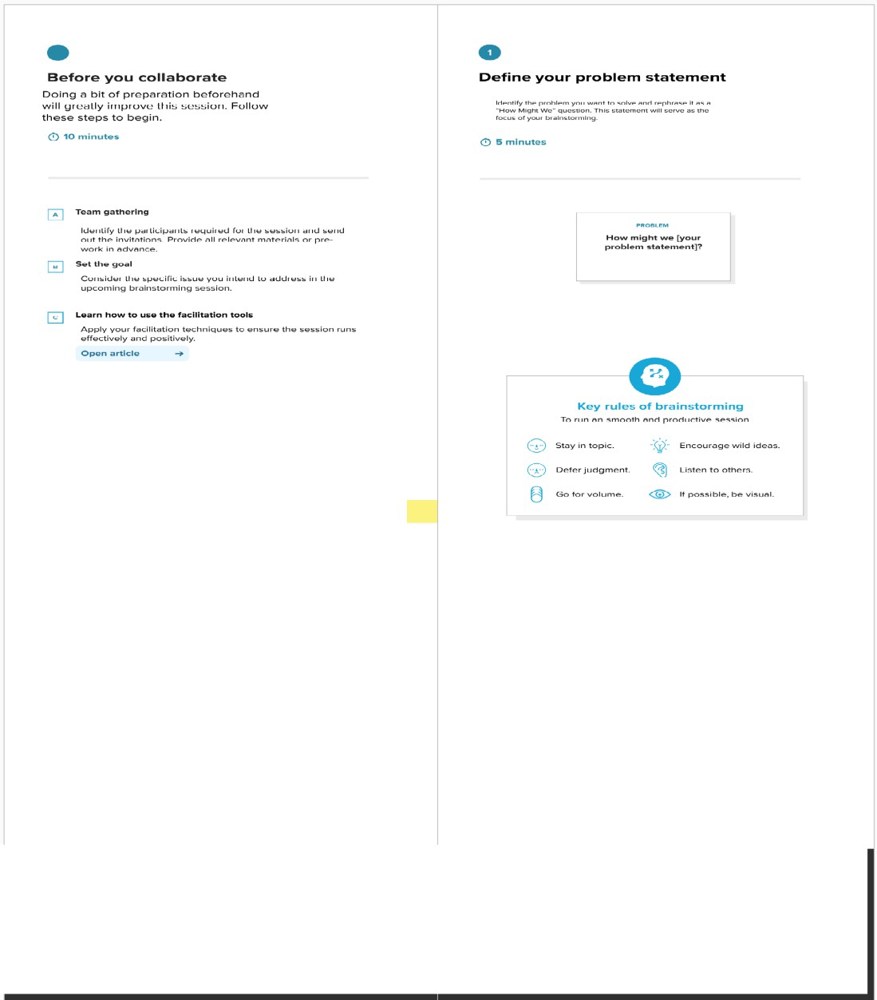 Before you collaborate
Doing a bit of preparation beforehand
will greatly improve this session. Follow
these steps to begin.
10 minutes
A
Team gathering
Identify the participants required for the session and send
out the invitations. Provide all relevant materials or pre-
work in advance.
B
Set the goal
Consider the specific issue you intend to address in the
upcoming brainstorming session.
C
Learn how to use the facilitation tools
Apply your facilitation techniques to ensure the session runs
effectively and positively.
Open article →
1
Define your problem statement
Identify the problem you want to solve and rephrase it as a
"How Might We" question. This statement will serve as the
focus of your brainstorming.
5 minutes
PROBLEM
How might we [your
problem statement]?
Key rules of brainstorming
To run an smooth and productive session
Stay in topic.
Encourage wild ideas.
Defer judgment.
Listen to others.
Go for volume.
If possible, be visual.